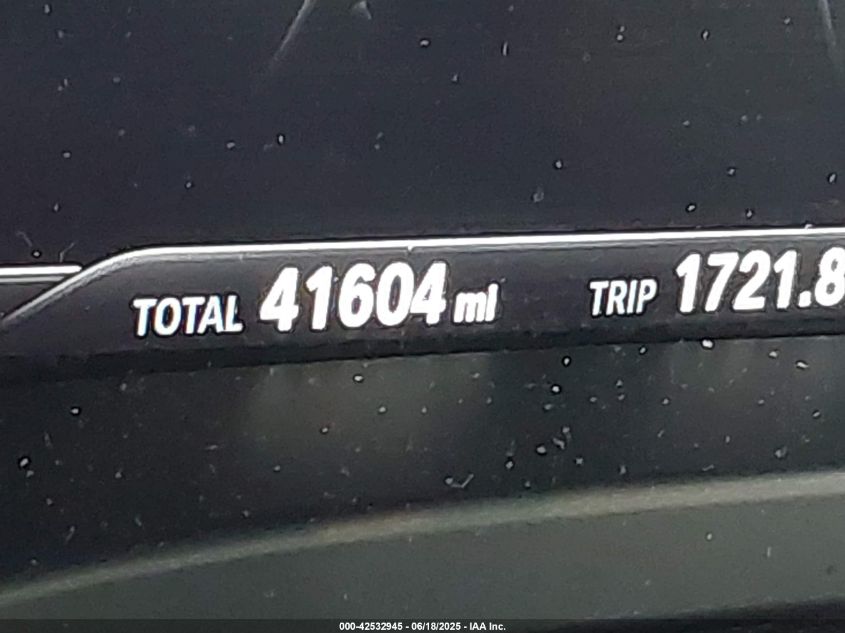 TOTAL 41604 mi TRIP 1721.8
000-42532945 - 06/18/2025 - IAA Inc.